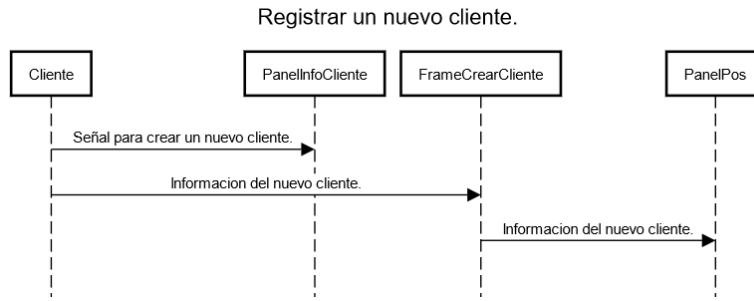 Registrar un nuevo cliente.
Cliente
PanelInfoCliente
FrameCrearCliente
PanelPos
Señal para crear un nuevo cliente.
Informacion del nuevo cliente.
Informacion del nuevo cliente.